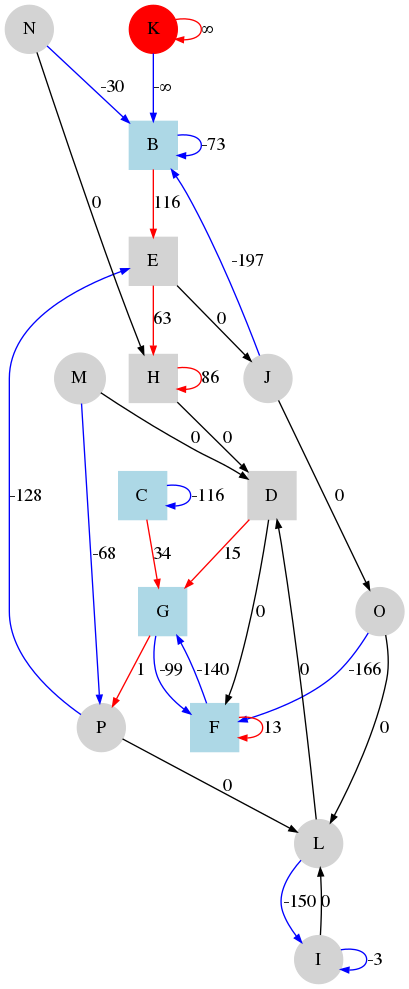 N K ∞
-30 -∞
B -73
0 116 -197
E
63 0
M H 86 J
0 0 0
C -116 D
-128 -68 34 15
G 0 O
1 -99 -140 0 -166
P F 13 0
0
L
-150 0
I -3